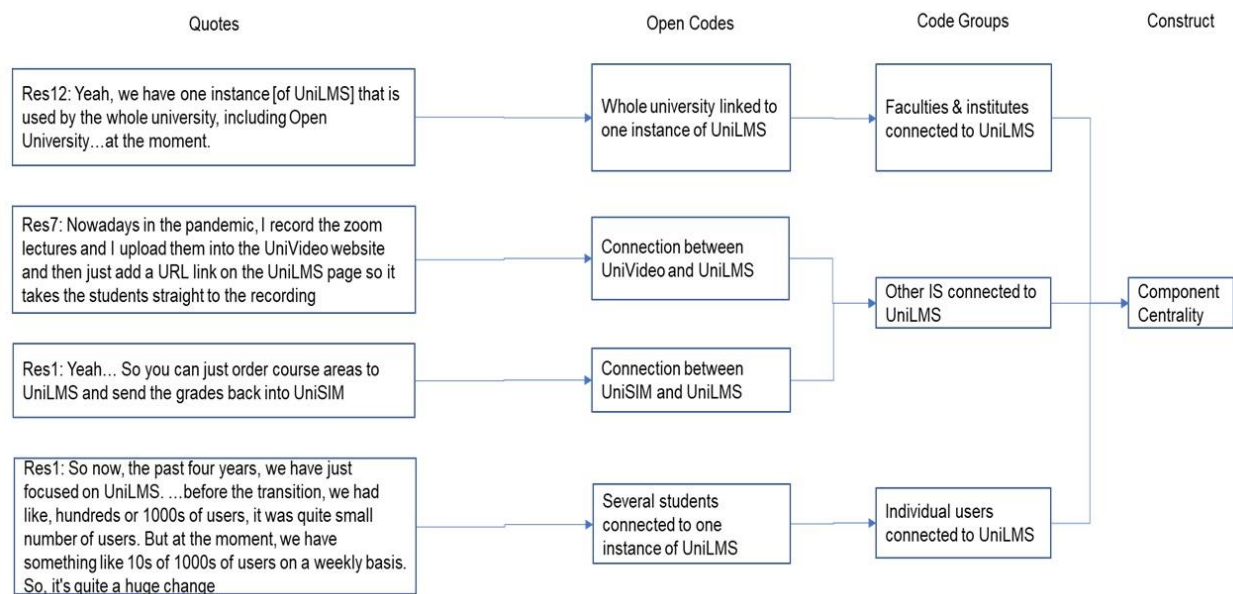 Quotes
Open Codes
Code Groups
Construct
Res12: Yeah, we have one instance [of UniLMS] that is
used by the whole university, including Open
University…at the moment.
Whole university linked to
one instance of UniLMS
Faculties & institutes
connected to UniLMS
Res7: Nowadays in the pandemic, I record the zoom
lectures and I upload them into the UniVideo website
and then just add a URL link on the UniLMS page so it
takes the students straight to the recording
Connection between
UniVideo and UniLMS
Other IS connected to
UniLMS
Component
Centrality
Res1: Yeah… So you can just order course areas to
UniLMS and send the grades back into UniSIM
Connection between
UniSIM and UniLMS
Res1: So now, the past four years, we have just
focused on UniLMS. …before the transition, we had
like, hundreds or 1000s of users, it was quite small
number of users. But at the moment, we have
something like 10s of 1000s of users on a weekly basis.
So, it's quite a huge change
Several students
connected to one
instance of UniLMS
Individual users
connected to UniLMS